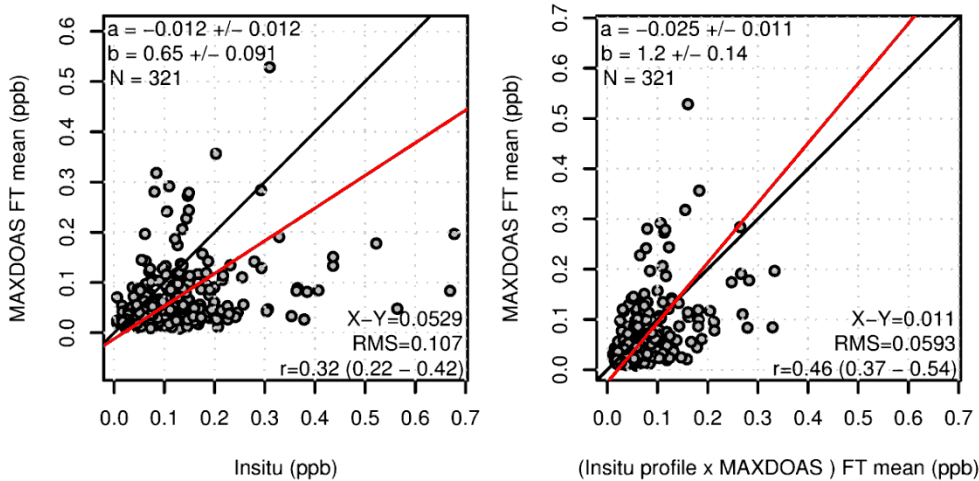 a = −0.012 +/− 0.012
b = 0.65 +/− 0.091
N = 321
MAXDOAS FT mean (ppb)
0.6
0.5
0.4
0.3
0.2
0.1
0.0
X−Y=0.0529
RMS=0.107
r=0.32 (0.22 − 0.42)
0.0 0.1 0.2 0.3 0.4 0.5 0.6 0.7
Insitu (ppb)
a = −0.025 +/− 0.011
b = 1.2 +/− 0.14
N = 321
MAXDOAS FT mean (ppb)
0.7
0.6
0.5
0.4
0.3
0.2
0.1
0.0
X−Y=0.011
RMS=0.0593
r=0.46 (0.37 − 0.54)
0.0 0.1 0.2 0.3 0.4 0.5 0.6 0.7
(Insitu profile x MAXDOAS ) FT mean (ppb)